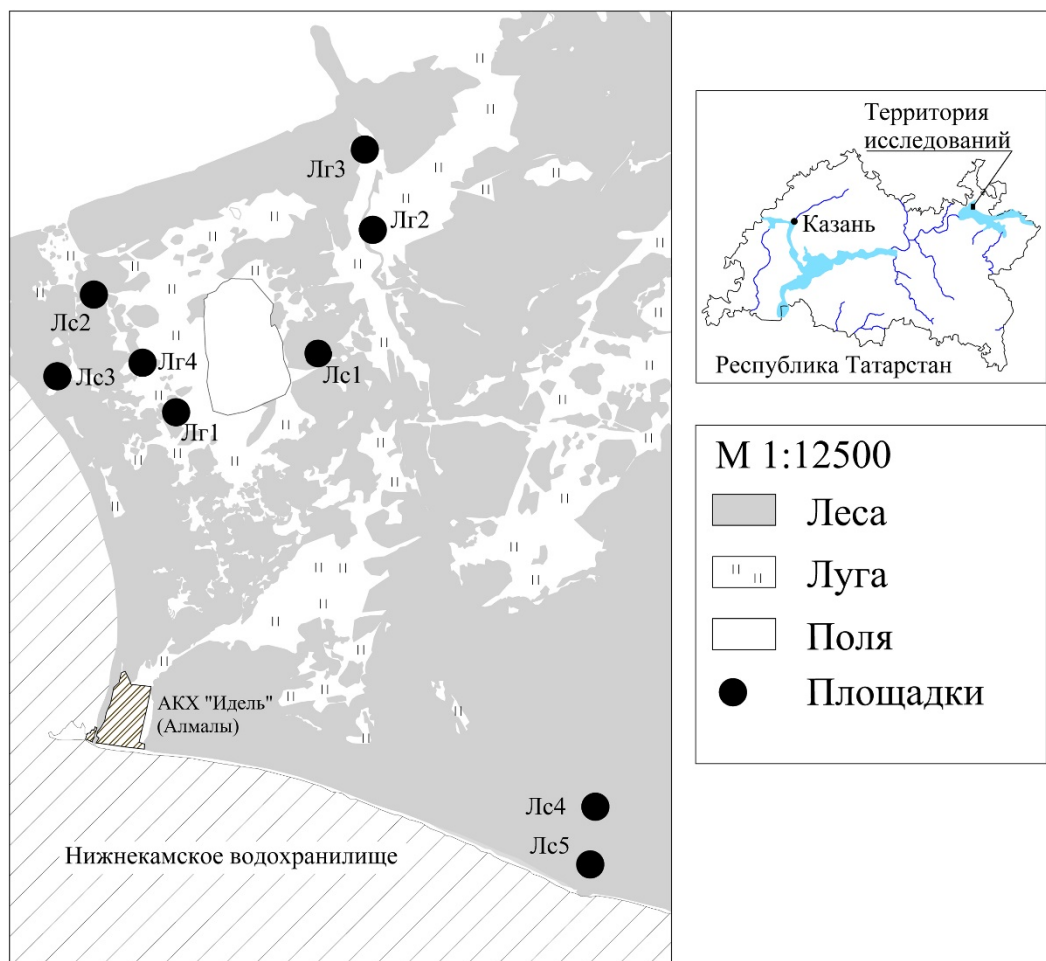 Лг3
Лг2
Лс2
Лс1
Лг4
Лс3
Лг1
АКХ "Идель"
(Алмалы)
Лс4
Лс5
Нижнекамское водохранилище
Территория
исследований
Казань
Республика Татарстан
М 1:12500
Леса
Луга
Поля
Площадки